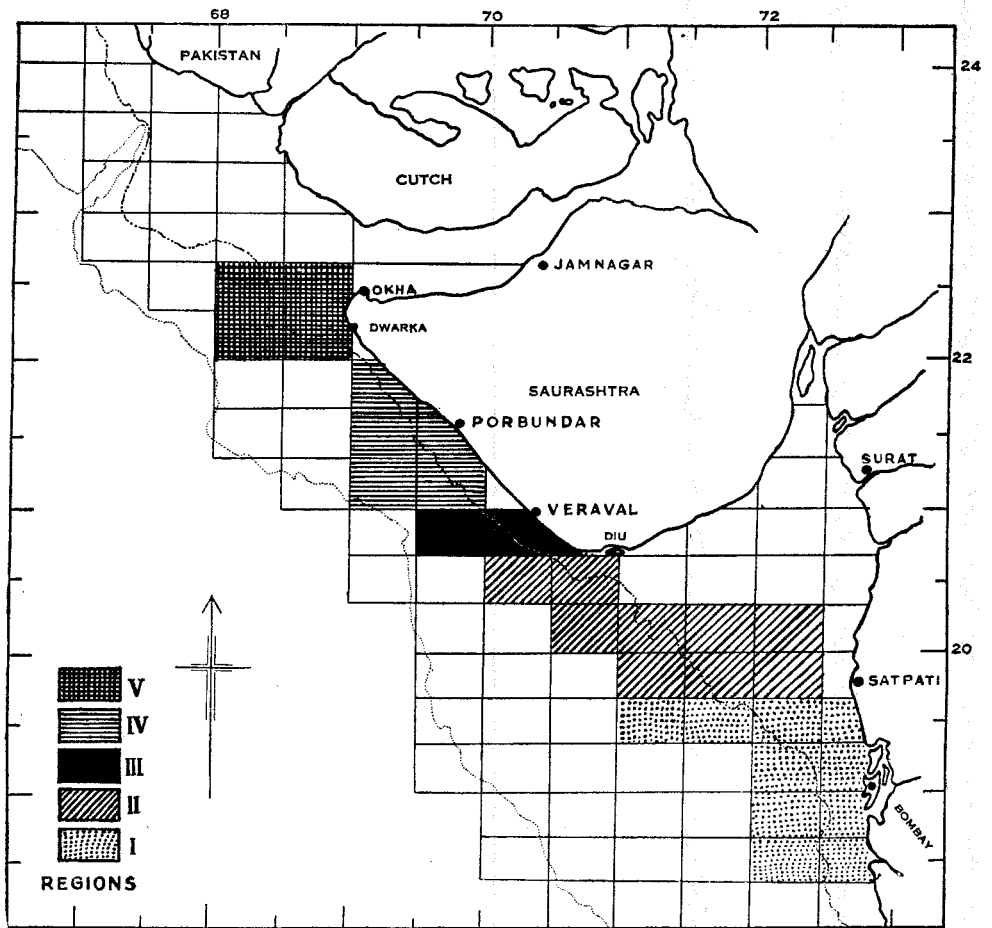 68 70 72
PAKISTAN
24
CUTCH
JAMNAGAR
OKHA
DWARKA
22
SAURASHTRA
PORBUNDAR
SURAT
VERAVAL
DIU
20
SATPATI
V
IV
III
II
I
BOMBAY
REGIONS